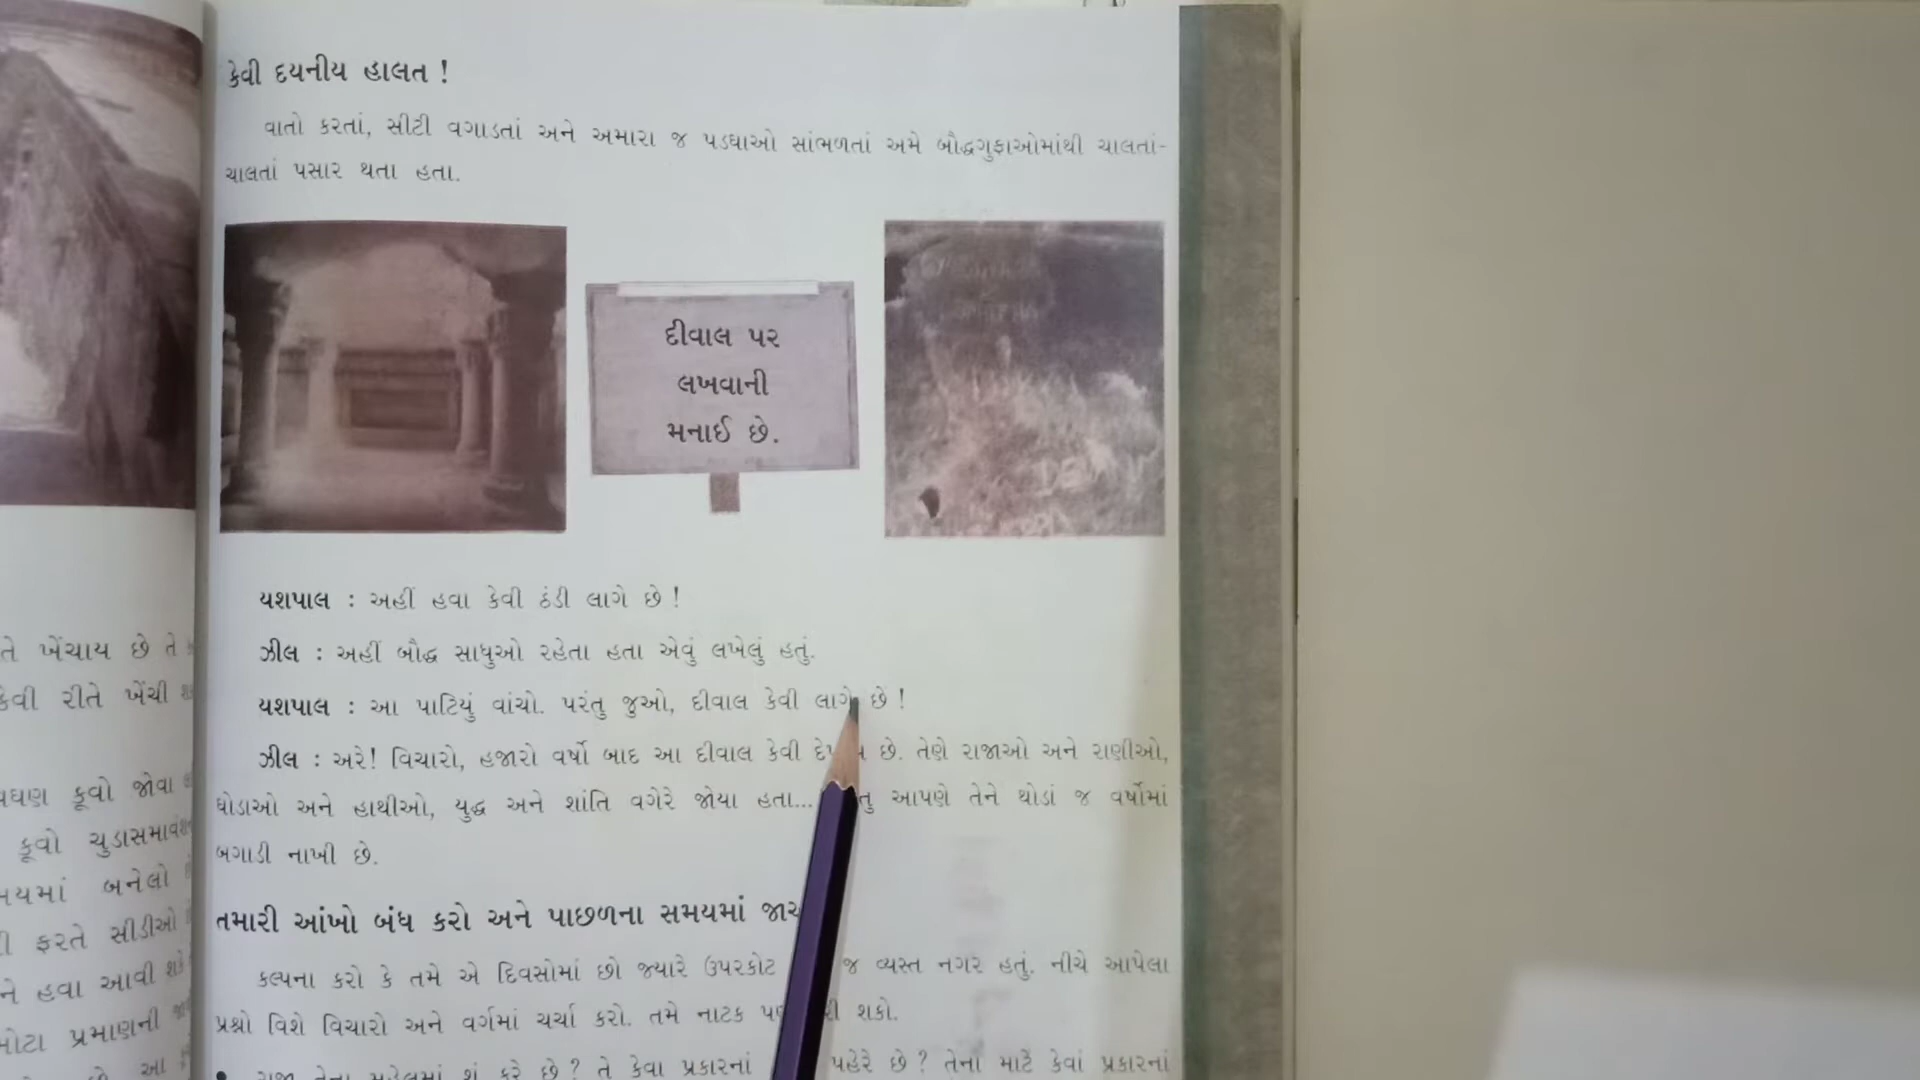 કેવી દયનીય હાલત !
વાતો કરતાં, સીટી વગાડતાં અને અમારા જ પડઘાઓ સાંભળતાં અમે બૌદ્ધગુફાઓમાંથી ચાલતાં-
ચાલતાં પસાર થતા હતા.
દીવાલ પર
લખવાની
મનાઈ છે.
યશપાલ : અહીં હવા કેવી ઠંડી લાગે છે !
ઝીલ : અહીં બૌદ્ધ સાધુઓ રહેતા હતા એવું લખેલું હતું.
યશપાલ : આ પાટિયું વાંચો. પરંતુ જુઓ, દીવાલ કેવી લાગે છે !
ઝીલ : અરે! વિચારો, હજારો વર્ષો બાદ આ દીવાલ કેવી છે. તેણે રાજાઓ અને રાણીઓ,
ઘોડાઓ અને હાથીઓ, યુદ્ધ અને શાંતિ વગેરે જોયા હતા... આપણે તેને થોડાં જ વર્ષોમાં
બગાડી નાખી છે.
તમારી આંખો બંધ કરો અને પાછળના સમયમાં
કલ્પના કરો કે તમે એ દિવસોમાં છો જ્યારે ઉપરકોટ જ વ્યસ્ત નગર હતું. નીચે આપેલા
પ્રશ્નો વિશે વિચારો અને વર્ગમાં ચર્ચા કરો. તમે નાટક શકો.
શું કરે છે? તે કેવા પ્રકારનાં પહેરે છે? તેના માટે કેવાં પ્રકારનાં
તે ખેંચાય છે તે
કેવી રીતે ખેંચી
કૂવો જોવા
કૂવો
બનેલો
ફરતે સીડીઓ
હવા આવી
પ્રમાણની
આ